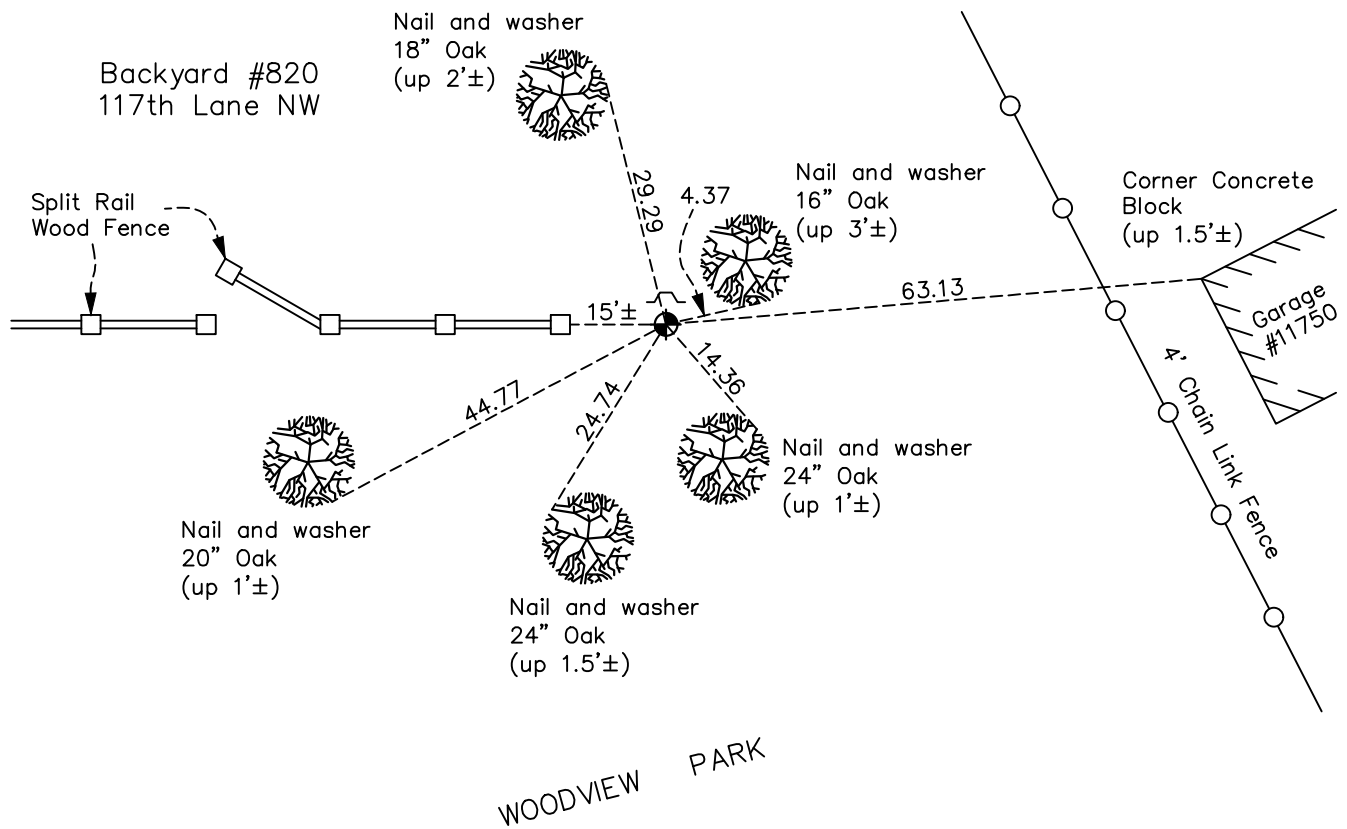 Nail and washer
18” Oak
(up 2’±)
Backyard #820
117th Lane NW
Nail and washer
16” Oak
(up 3’±)
Corner Concrete
Block
(up 1.5’±)
Split Rail
Wood Fence
29.29
4.37
15’±
63.13
Garage
#11750
14.36
44.77
24.74
4’ Chain Link Fence
Nail and washer
24” Oak
(up 1’±)
Nail and washer
20” Oak
(up 1’±)
Nail and washer
24” Oak
(up 1.5’±)
WOODVIEW PARK